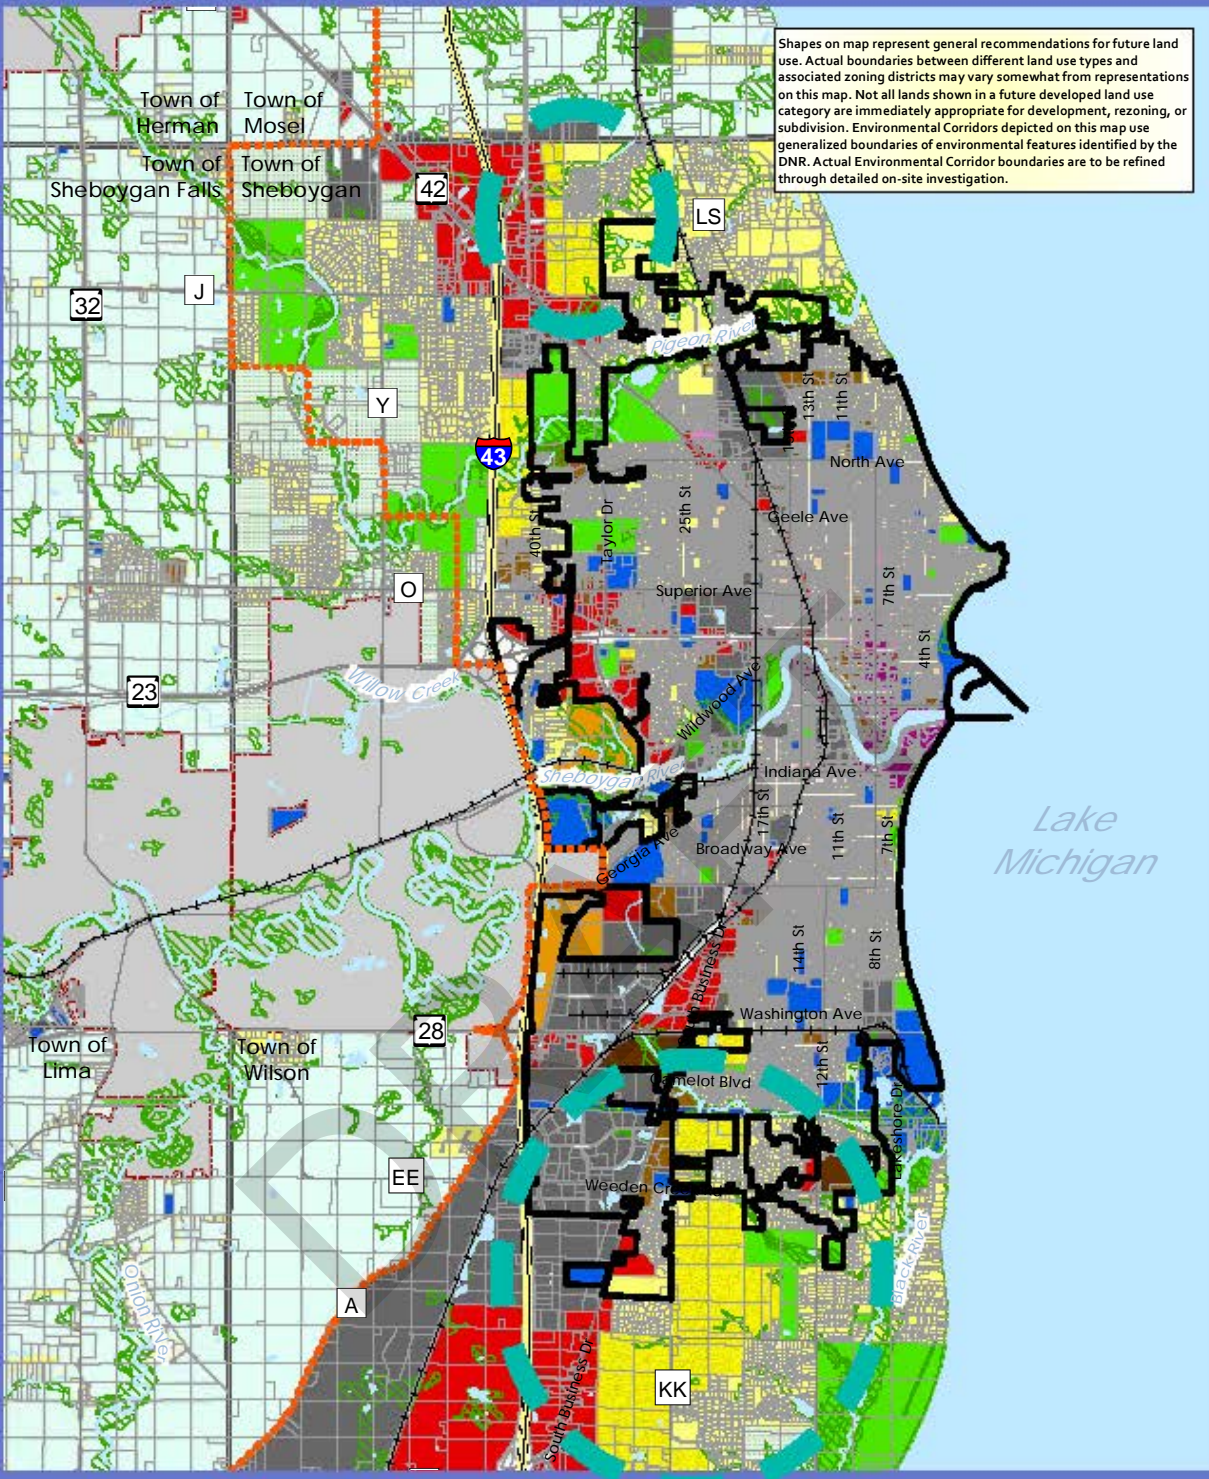 Shapes on map represent general recommendations for future land
use. Actual boundaries between different land use types and
associated zoning districts may vary somewhat from representations
on this map. Not all lands shown in a future developed land use
category are immediately appropriate for development, rezoning, or
subdivision. Environmental Corridors depicted on this map use
generalized boundaries of environmental features identified by the
DNR. Actual Environmental Corridor boundaries are to be refined
through detailed on-site investigation.
Town of
Herman
Town of
Mosel
Town of
Sheboygan Falls
Town of
Sheboygan
42
LS
J
32
Pigeon River
Y
13th St
11th St
43
North Ave
40th St
Taylor Dr
25th St
Geele Ave
O
Superior Ave
7th St
4th St
Willow Creek
23
Wildwood Ave
Sheboygan River
Indiana Ave
17th St
11th St
7th St
Lake
Michigan
Georgia Ave
Broadway Ave
14th St
8th St
Business Dr
Washington Ave
28
Town of
Lima
Town of
Wilson
12th St
Camelot Blvd
Lakeshore Dr
EE
Weeden
Black River
Onion River
A
KK
South Business Dr
DRAFT